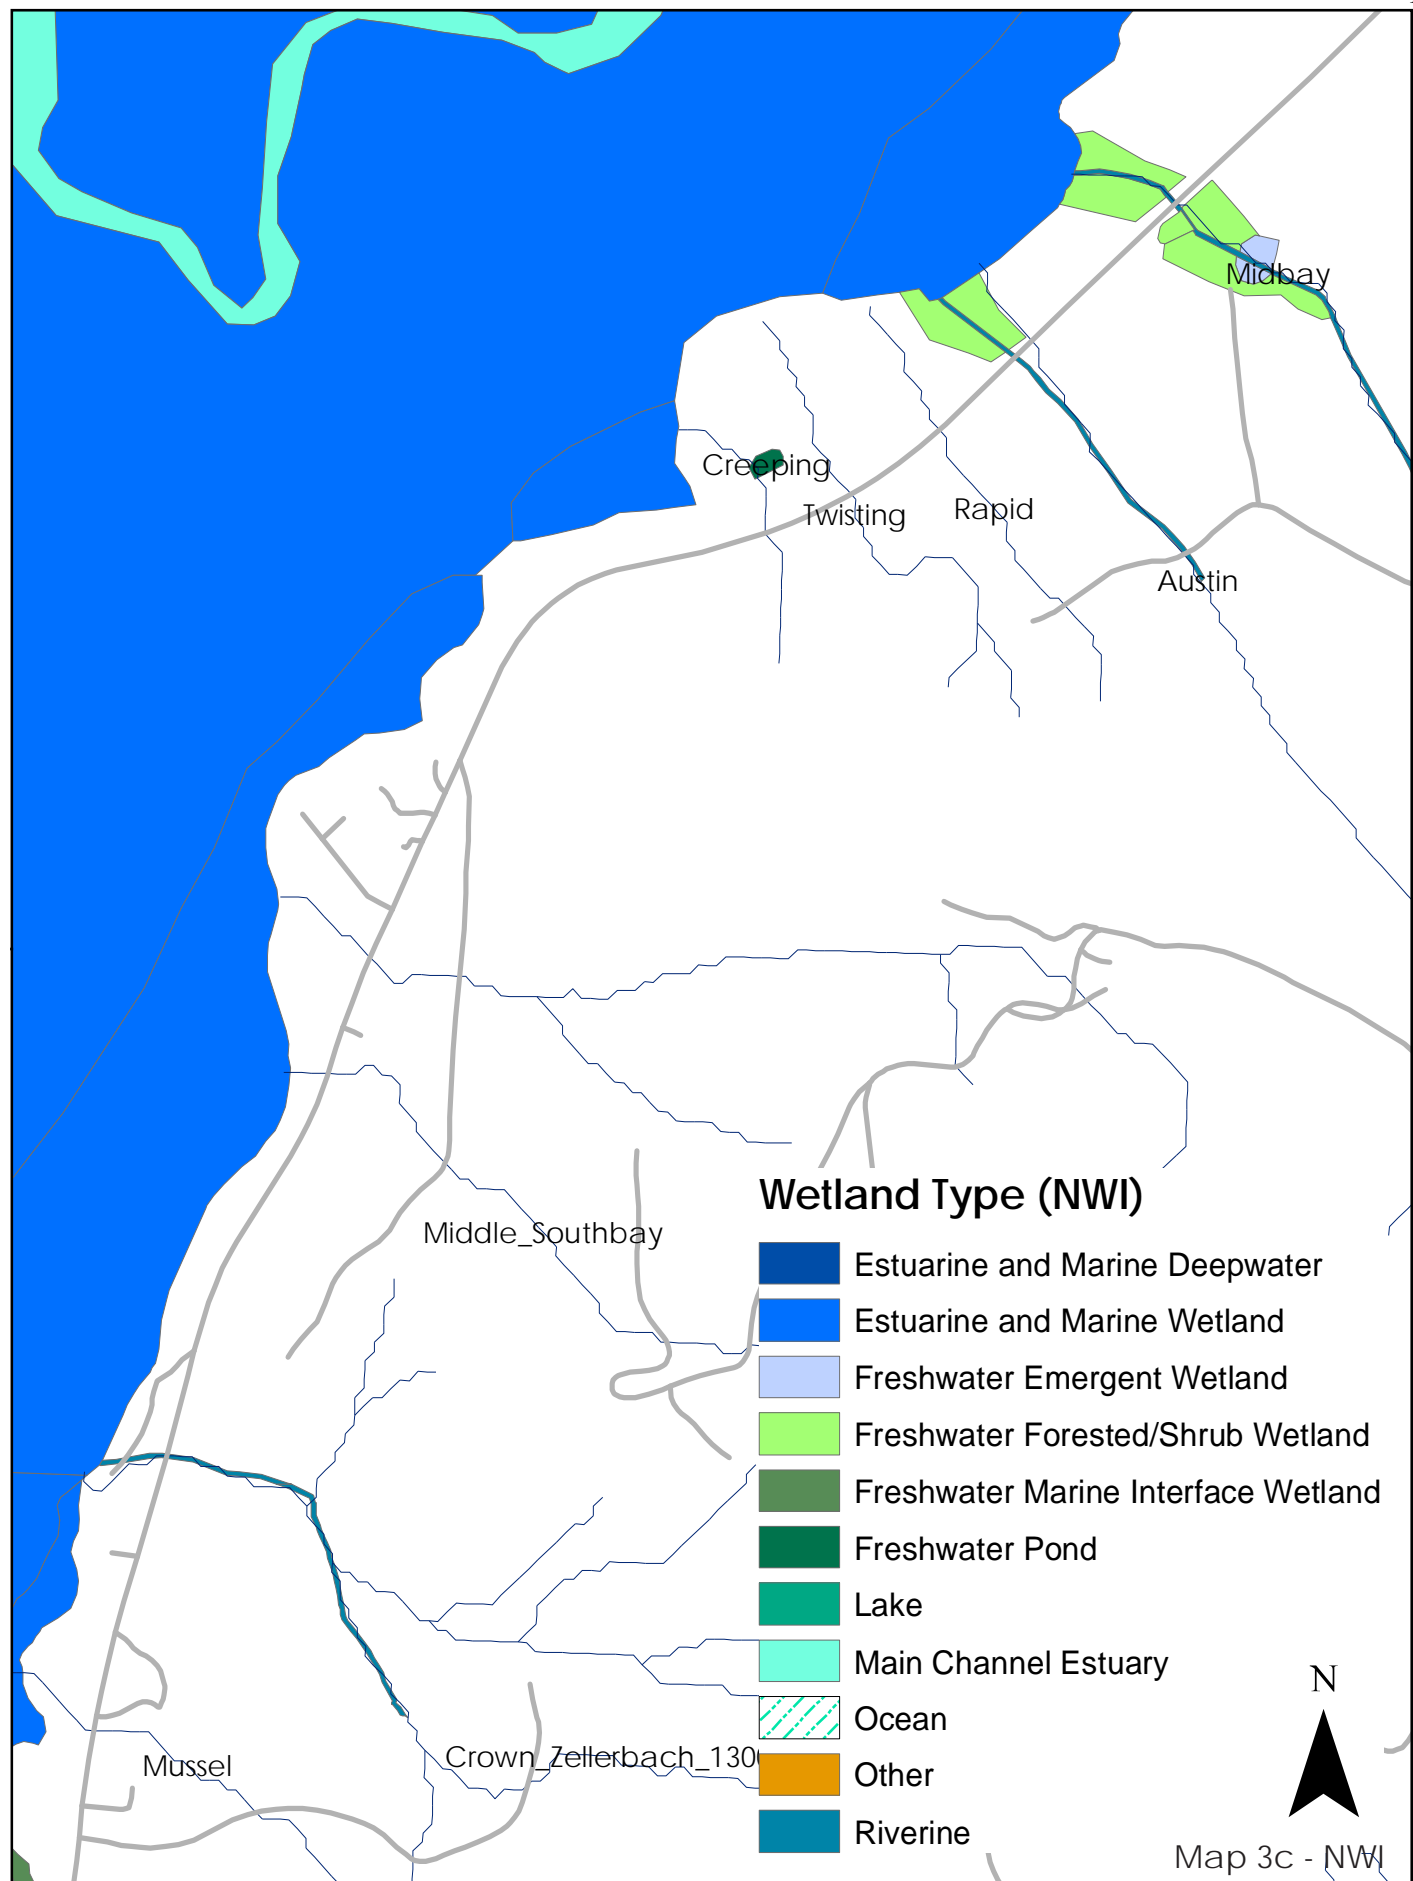 Midbay
Creeping
Twisting
Rapid
Austin
Middle_Southbay
Wetland Type (NWI)
Estuarine and Marine Deepwater
Estuarine and Marine Wetland
Freshwater Emergent Wetland
Freshwater Forested/Shrub Wetland
Freshwater Marine Interface Wetland
Freshwater Pond
Lake
Main Channel Estuary
Ocean
Other
Riverine
N
Mussel
Crown_Zellerbach_130
Map 3c - NWI